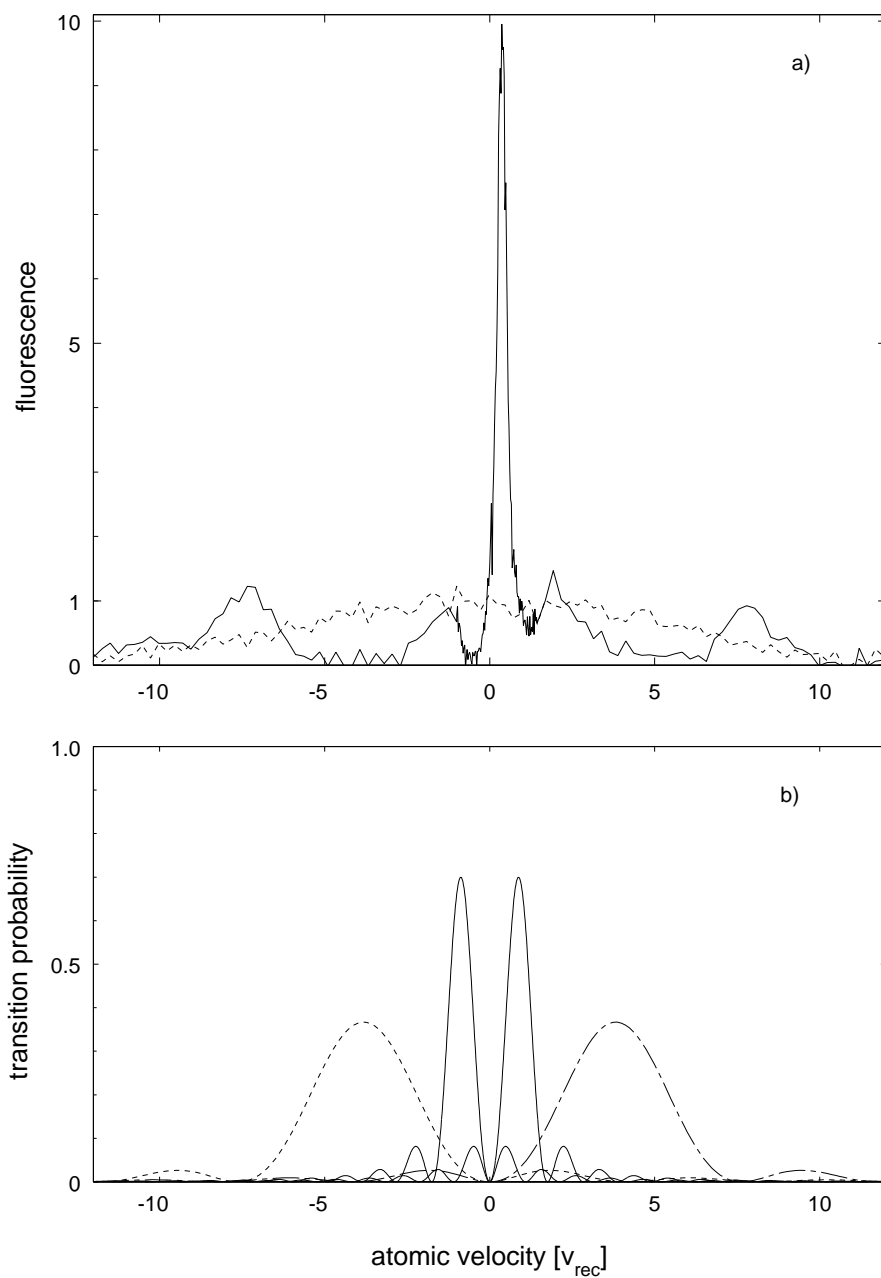 10
a)
fluorescence
5
1
0
-10 -5 0 5 10
1.0
b)
transition probability
0.5
0
-10 -5 0 5 10
atomic velocity [v_rec]